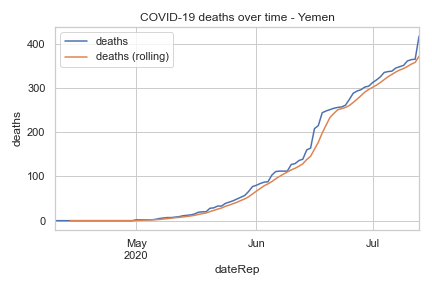 COVID-19 deaths over time - Yemen
deaths
deaths (rolling)
400
300
200
100
0
deaths
May
2020
Jun
Jul
dateRep